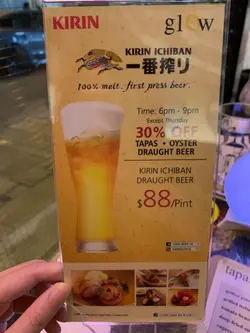 KIRIN
glow
KIRIN ICHIBAN
一番搾り
100% malt. first press beer.
Time: 6pm - 9pm
Except Thursday
30% OFF
TAPAS • OYSTER
DRAUGHT BEER
KIRIN ICHIBAN
DRAUGHT BEER
$88/Pint
tapas